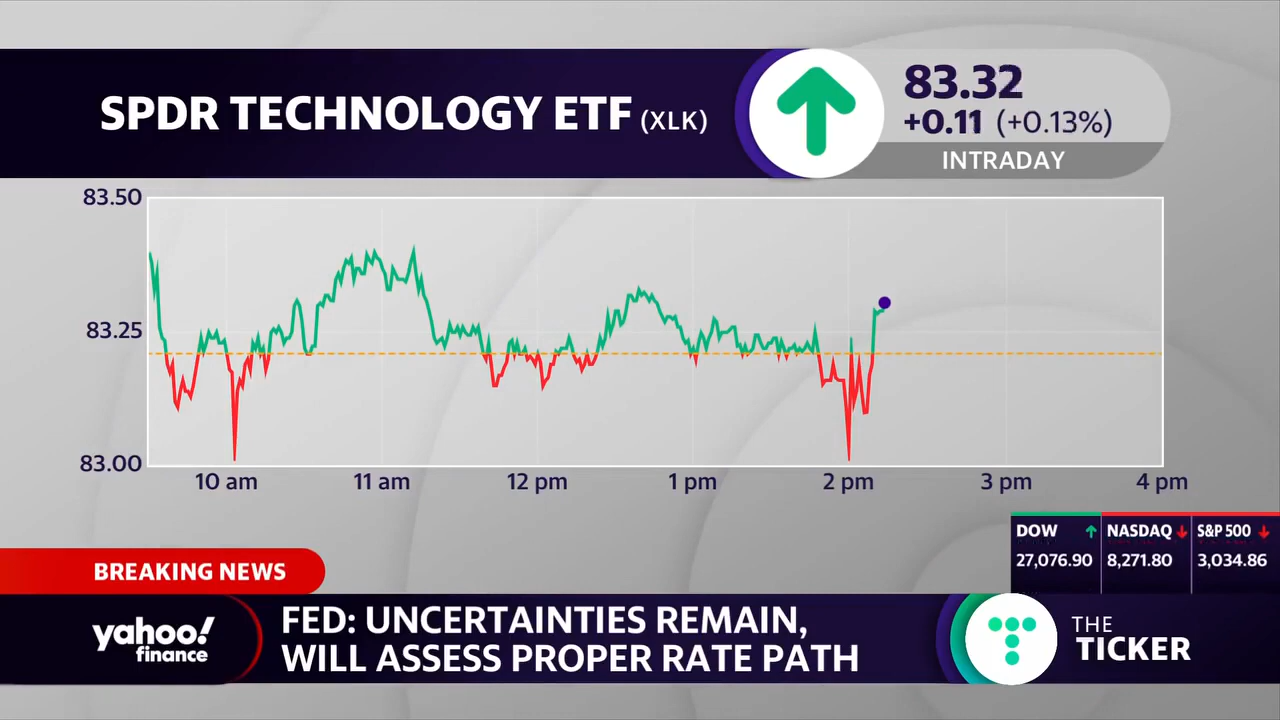 SPDR TECHNOLOGY ETF (XLK)
83.32
+0.11 (+0.13%)
INTRADAY
83.50
83.25
83.00
10 am 11 am 12 pm 1 pm 2 pm 3 pm 4 pm
DOW NASDAQ S&P 500
27,076.90 8,271.80 3,034.86
BREAKING NEWS
yahoo!
finance
FED: UNCERTAINTIES REMAIN,
WILL ASSESS PROPER RATE PATH
THE
TICKER